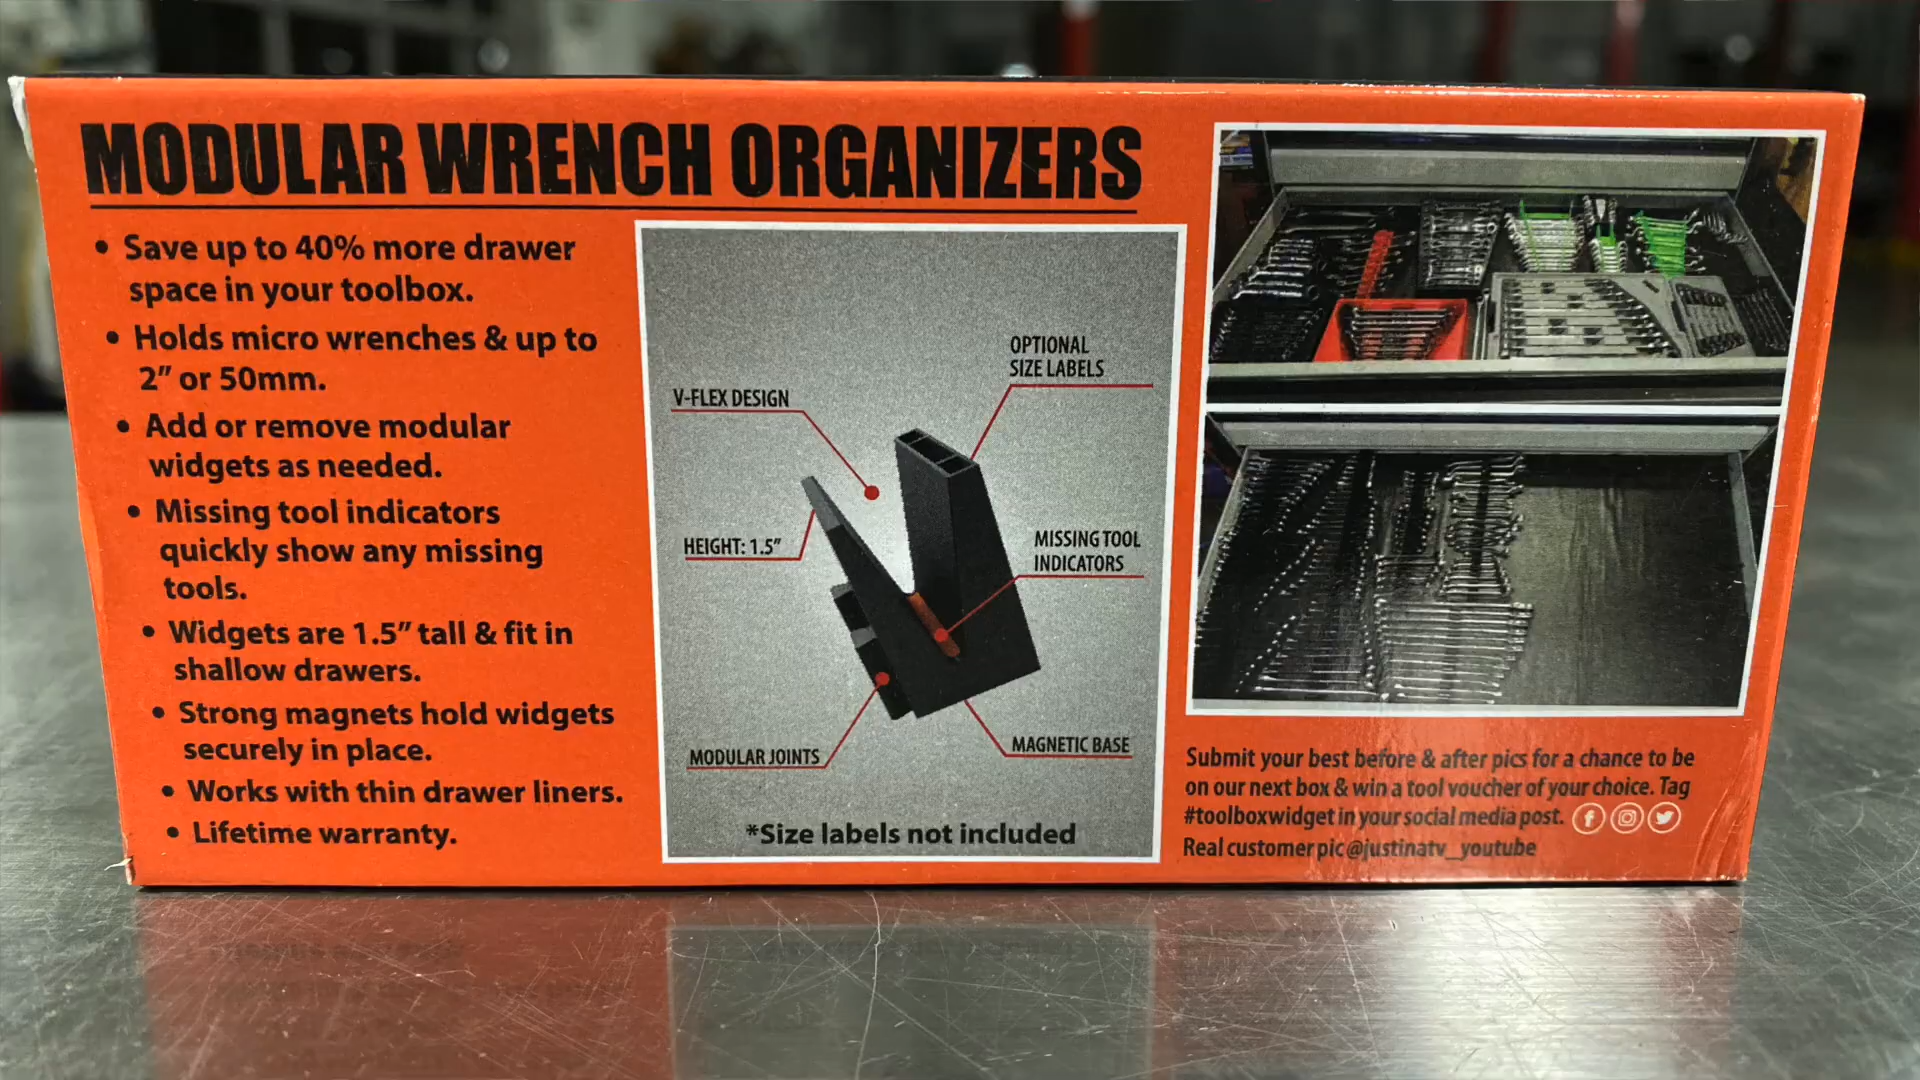 MODULAR WRENCH ORGANIZERS
• Save up to 40% more drawer
space in your toolbox.
• Holds micro wrenches & up to
2” or 50mm.
• Add or remove modular
widgets as needed.
• Missing tool indicators
quickly show any missing
tools.
• Widgets are 1.5” tall & fit in
shallow drawers.
• Strong magnets hold widgets
securely in place.
• Works with thin drawer liners.
• Lifetime warranty.
OPTIONAL
SIZE LABELS
V-FLEX DESIGN
HEIGHT: 1.5”
MISSING TOOL
INDICATORS
MODULAR JOINTS
MAGNETIC BASE
*Size labels not included
Submit your best before & after pics for a chance to be
on our next box & win a tool voucher of your choice. Tag
#toolboxwidget in your social media post.
Real customer pic @justinatv_youtube